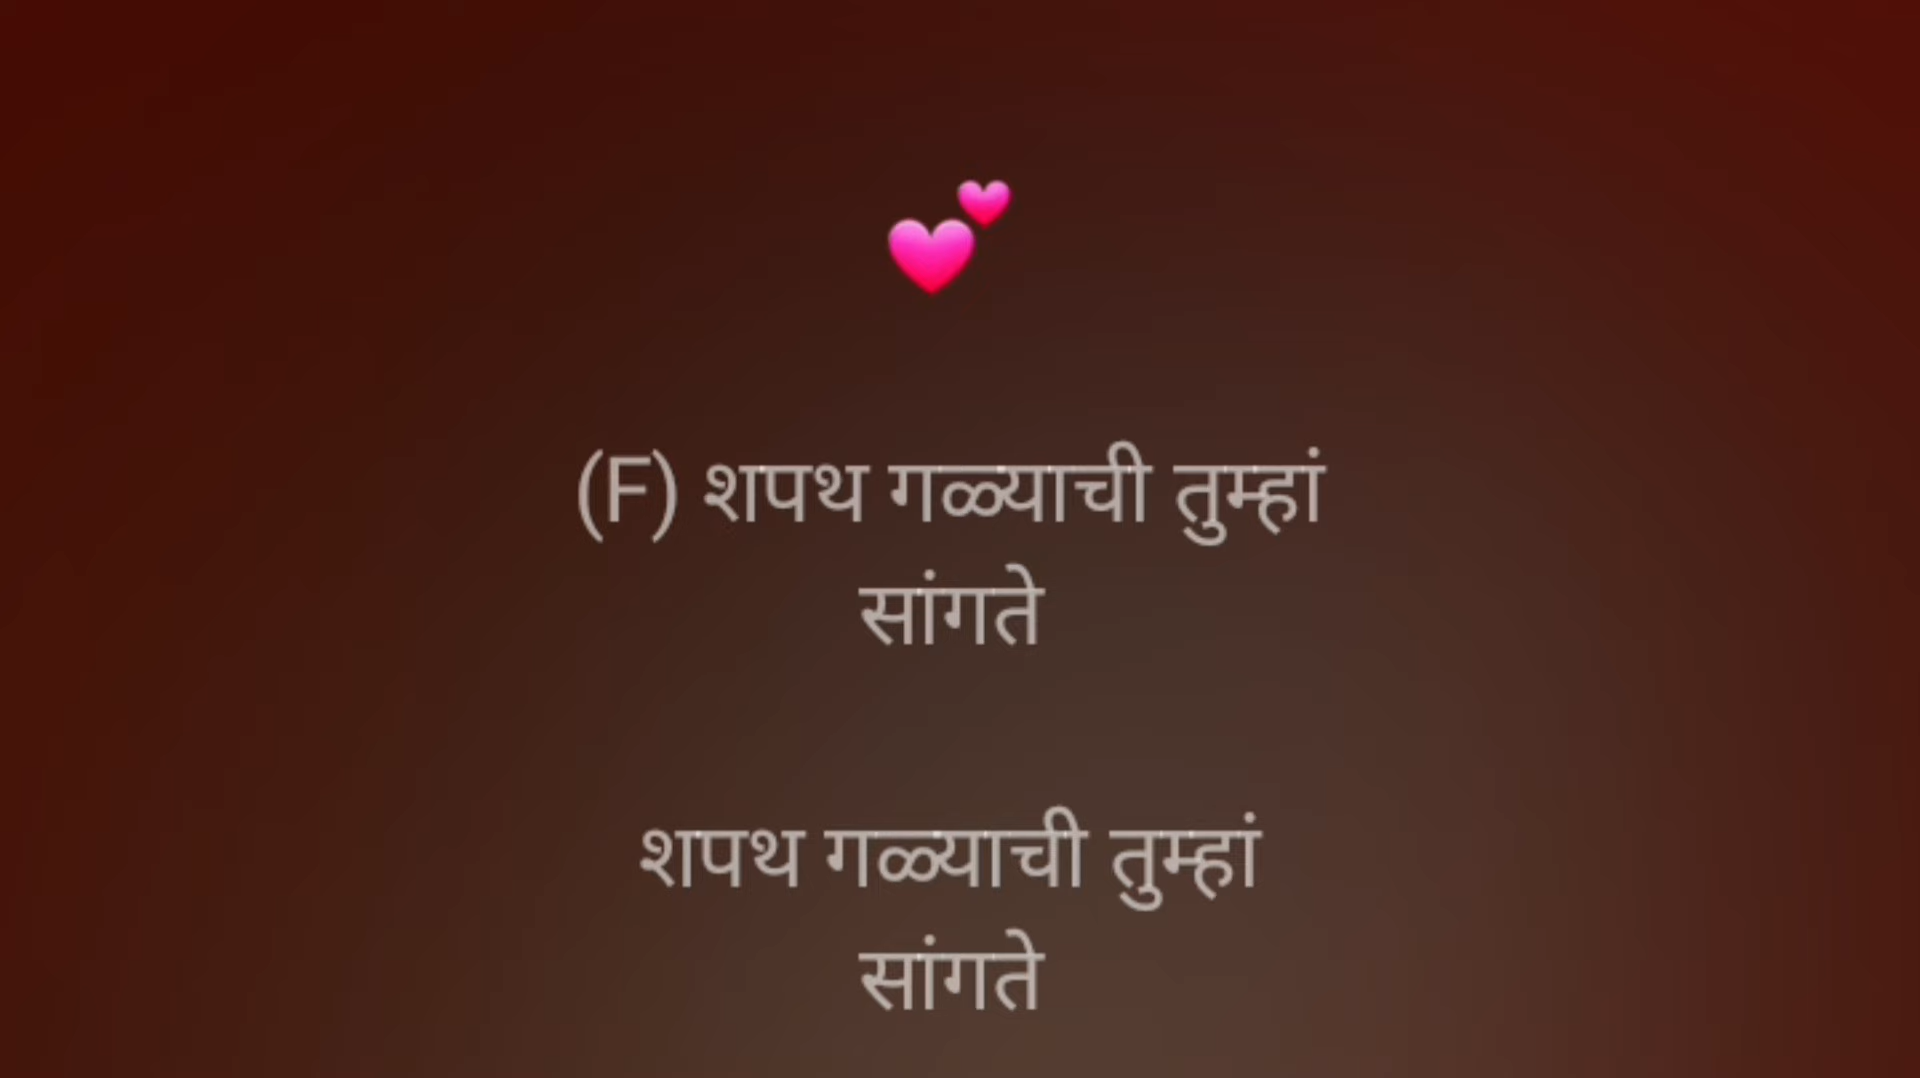 (F) शपथ गळ्याची तुम्हां
सांगते
शपथ गळ्याची तुम्हां
सांगते